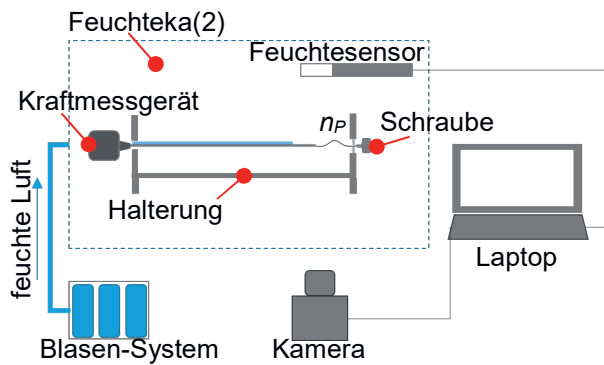 Feuchteka(2)
Feuchtesensor
Kraftmessgerät
nP
Schraube
Halterung
feuchte Luft
Laptop
Blasen-System
Kamera